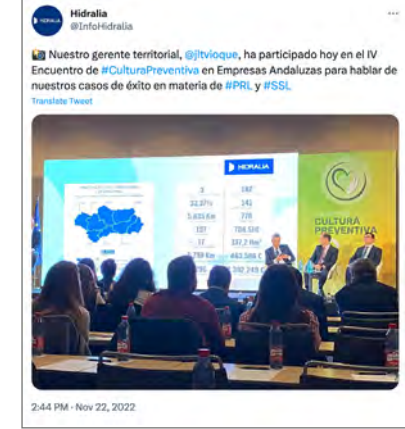 Hidralia
@InfoHidralia
📸 Nuestro gerente territorial, @jltvioque, ha participado hoy en el IV
Encuentro de #CulturaPreventiva en Empresas Andaluzas para hablar de
nuestros casos de éxito en materia de #PRL y #SSL
Translate Tweet
HIDRALIA
CULTURA
PREVENTIVA
2:44 PM · Nov 22, 2022